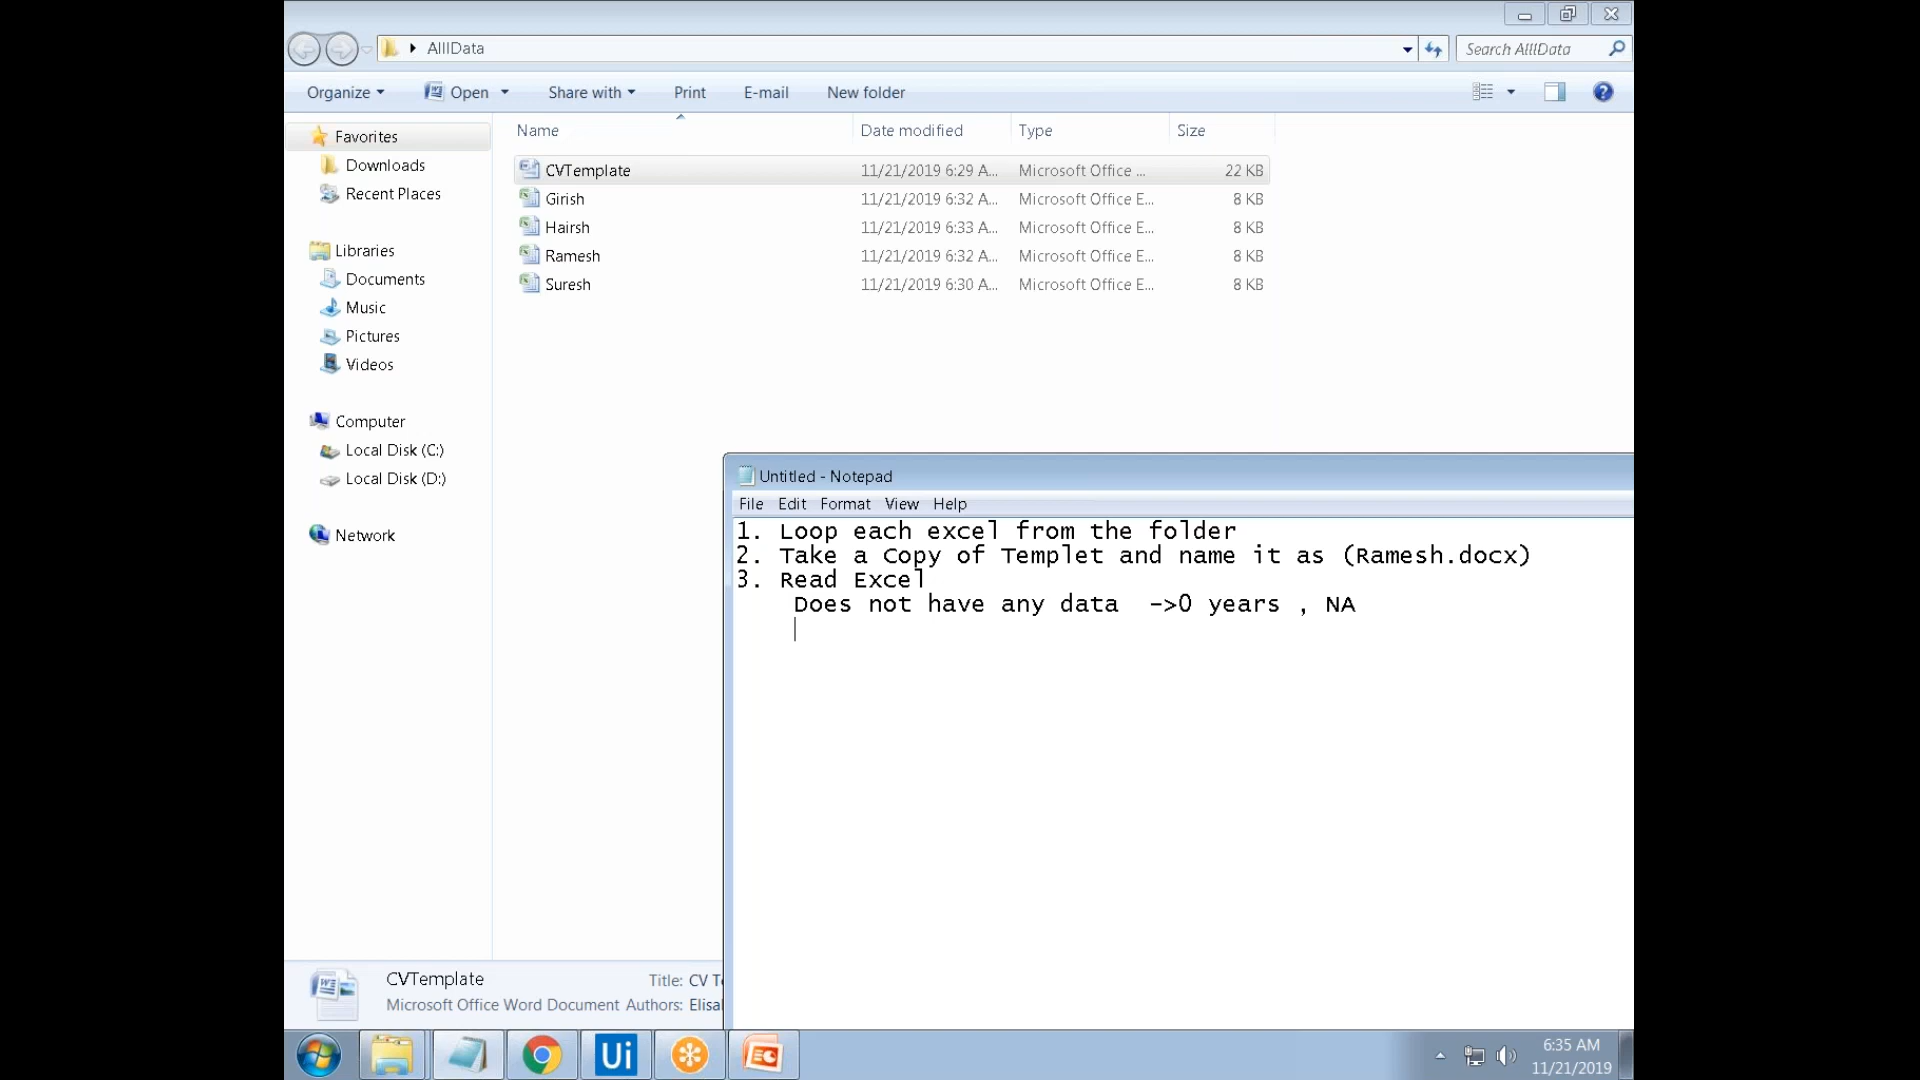 AlllData
Search AlllData
Organize Open Share with Print E-mail New folder
Name Date modified Type Size
Favorites
Downloads
Recent Places
Libraries
Documents
Music
Pictures
Videos
Computer
Local Disk (C:)
Local Disk (D:)
Network
CVTemplate 11/21/2019 6:29 A... Microsoft Office ... 22 KB
Girish 11/21/2019 6:32 A... Microsoft Office E... 8 KB
Hairsh 11/21/2019 6:33 A... Microsoft Office E... 8 KB
Ramesh 11/21/2019 6:32 A... Microsoft Office E... 8 KB
Suresh 11/21/2019 6:30 A... Microsoft Office E... 8 KB
Untitled - Notepad
File Edit Format View Help
1. Loop each excel from the folder
2. Take a Copy of Templet and name it as (Ramesh.docx)
3. Read Excel
Does not have any data ->0 years , NA
CVTemplate Title: CV Te
Microsoft Office Word Document Authors: Elisal
Ui
6:35 AM
11/21/2019